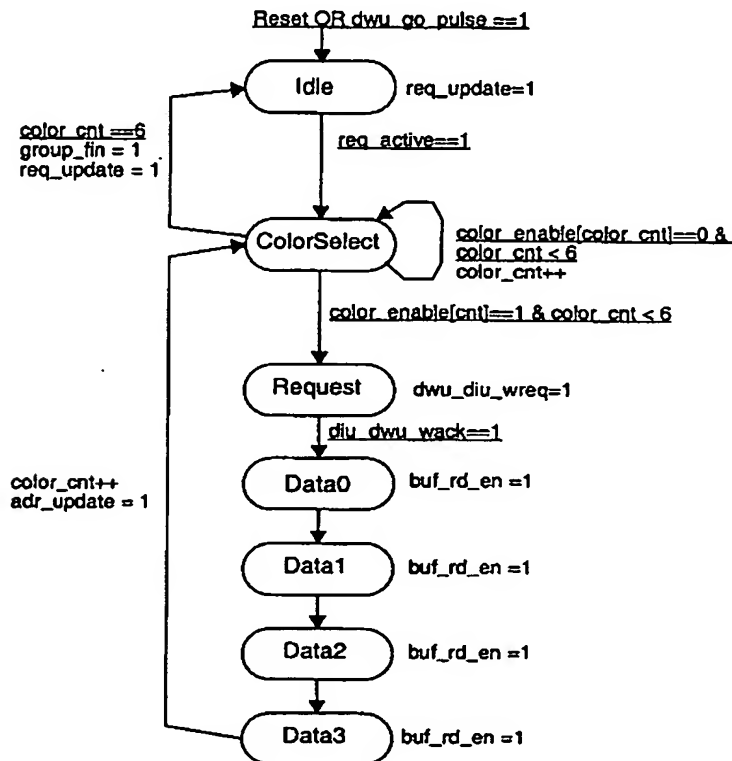 Reset OR dwu_go_pulse ==1
Idle
req_update=1
color_cnt ==6
group_fin = 1
req_update = 1
req_active==1
ColorSelect
color_enable[color_cnt]==0 &
color_cnt < 6
color_cnt++
color_enable[cnt]==1 & color_cnt < 6
Request
dwu_diu_wreq=1
diu_dwu_wack==1
color_cnt++
adr_update = 1
Data0
buf_rd_en =1
Data1
buf_rd_en =1
Data2
buf_rd_en =1
Data3
buf_rd_en =1